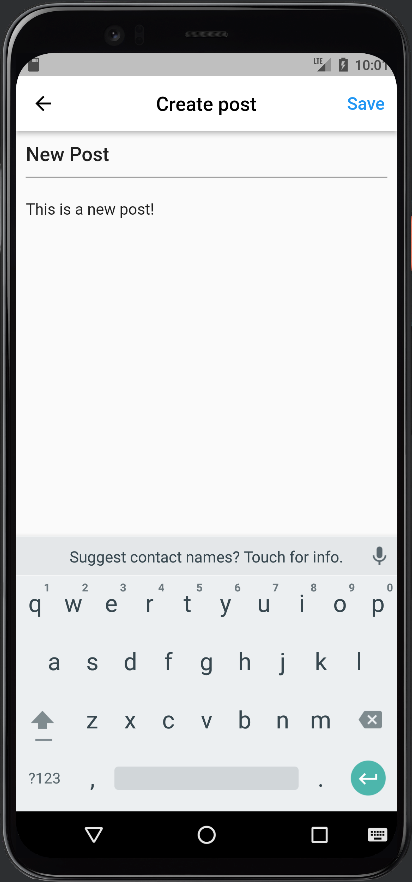 LTE 10:01
Create post Save
New Post
This is a new post!
Suggest contact names? Touch for info.
1 2 3 4 5 6 7 8 9 0
q w e r t y u i o p
a s d f g h j k l
z x c v b n m
?123 , .